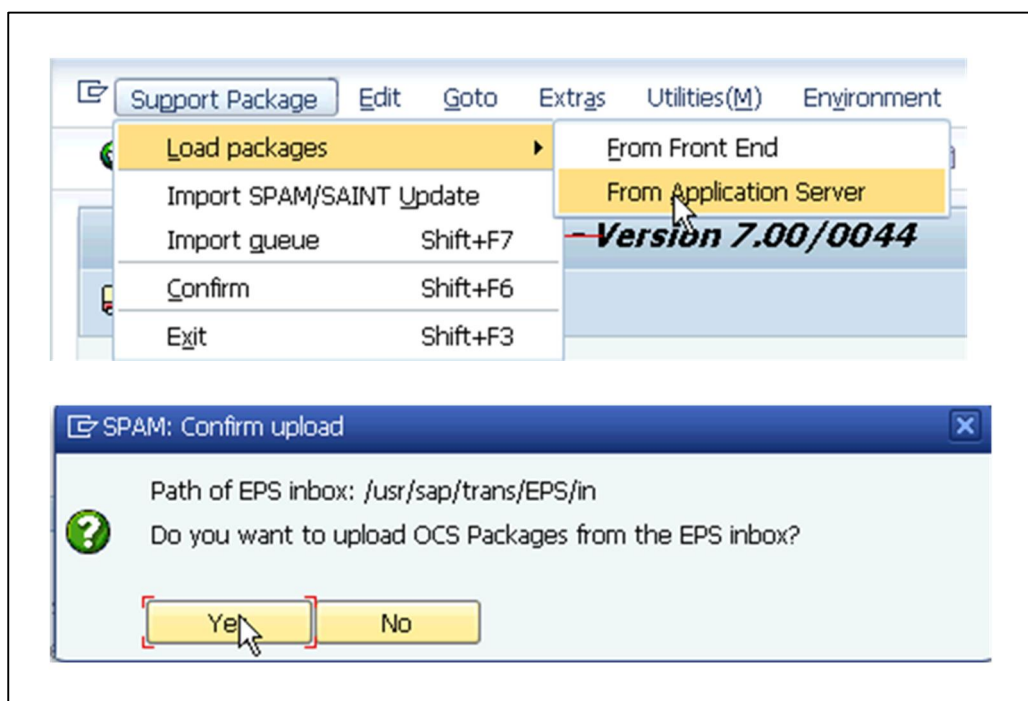 Support Package Edit Goto Extras Utilities(M) Environment
Load packages From Front End
Import SPAM/SAINT Update From Application Server
Import queue Shift+F7 – Version 7.00/0044
Confirm Shift+F6
Exit Shift+F3
SPAM: Confirm upload
Path of EPS inbox: /usr/sap/trans/EPS/in
Do you want to upload OCS Packages from the EPS inbox?
Yes No